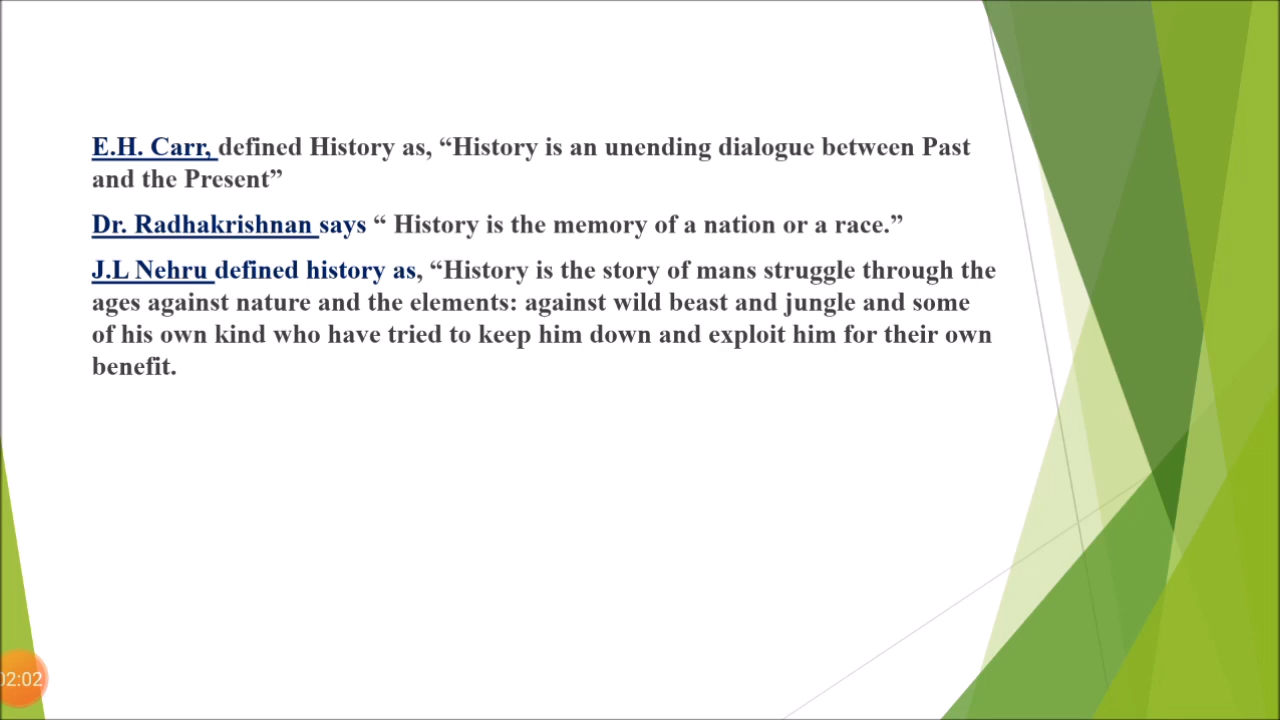 E.H. Carr, defined History as, “History is an unending dialogue between Past
and the Present”
Dr. Radhakrishnan says “ History is the memory of a nation or a race.”
J.L Nehru defined history as, “History is the story of mans struggle through the
ages against nature and the elements: against wild beast and jungle and some
of his own kind who have tried to keep him down and exploit him for their own
benefit.
02:02